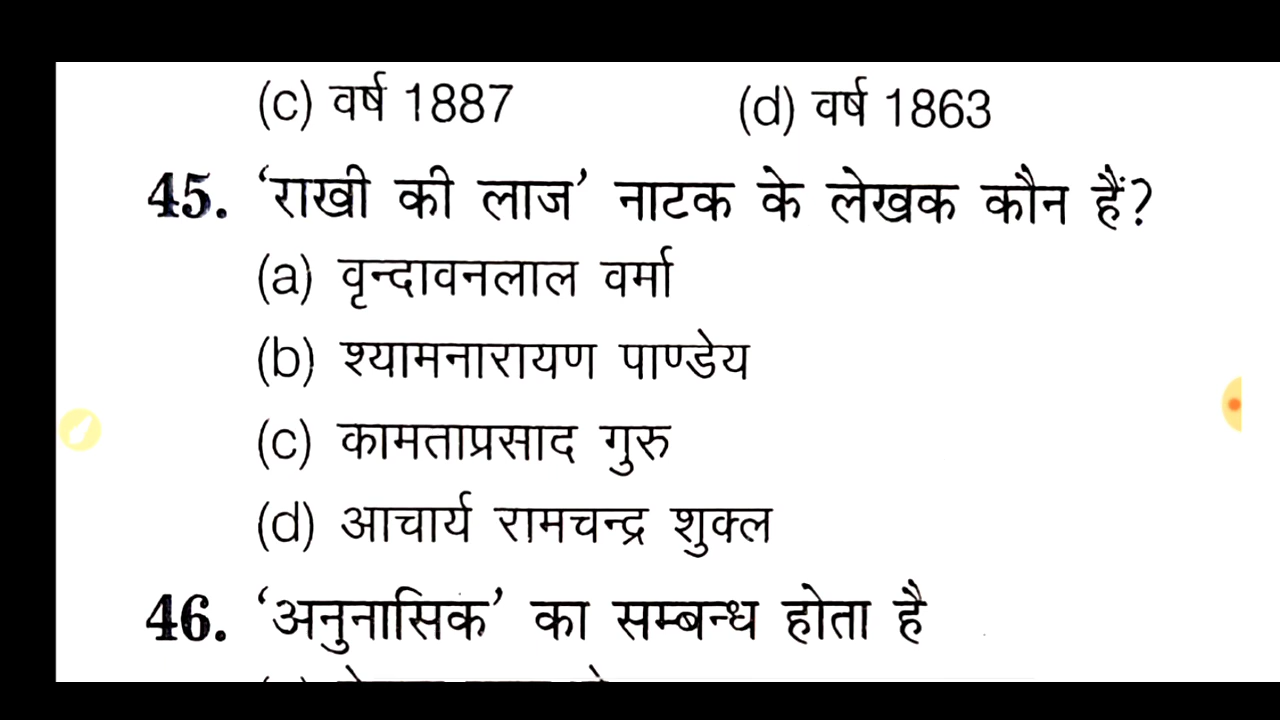 (c) वर्ष 1887 (d) वर्ष 1863
45. ‘राखी की लाज’ नाटक के लेखक कौन हैं?
(a) वृन्दावनलाल वर्मा
(b) श्यामनारायण पाण्डेय
(c) कामताप्रसाद गुरु
(d) आचार्य रामचन्द्र शुक्ल
46. ‘अनुनासिक’ का सम्बन्ध होता है